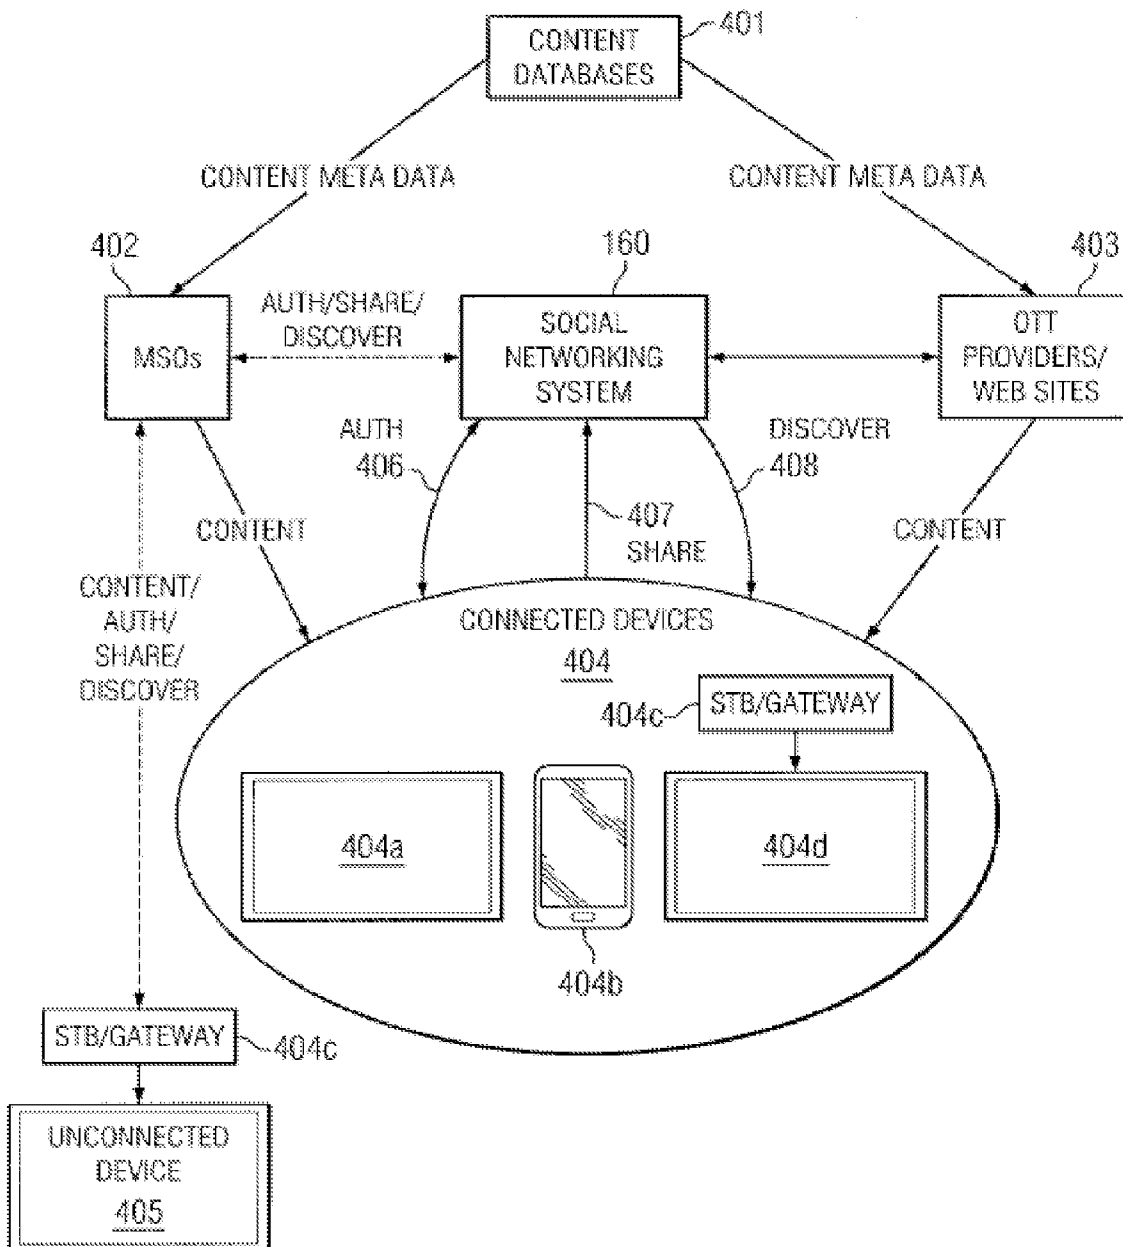 401
CONTENT
DATABASES
CONTENT META DATA
CONTENT META DATA
402
160
403
MSOs
AUTH/SHARE/
DISCOVER
SOCIAL
NETWORKING
SYSTEM
OTT
PROVIDERS/
WEB SITES
AUTH
406
DISCOVER
408
407
SHARE
CONTENT
CONTENT
CONTENT/
AUTH/
SHARE/
DISCOVER
CONNECTED DEVICES
404
404c
STB/GATEWAY
404a
404b
404d
STB/GATEWAY
404c
UNCONNECTED
DEVICE
405